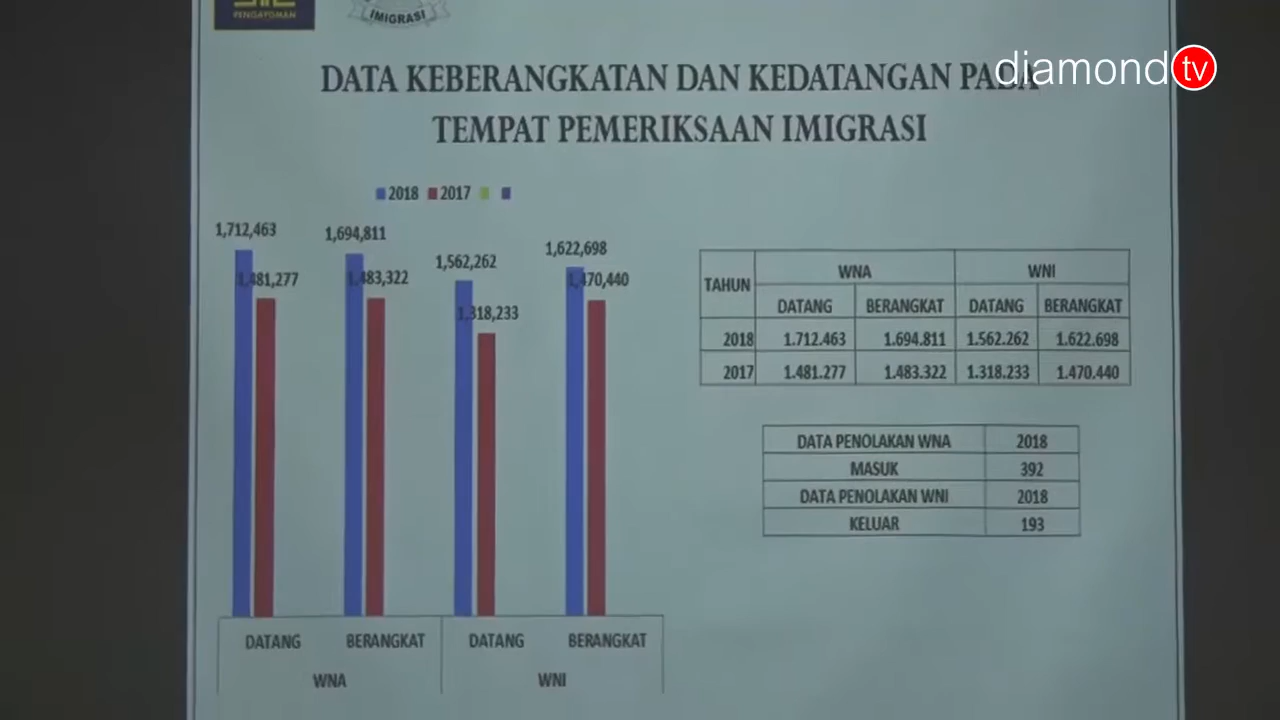 PENGAYOMAN
IMIGRASI
diamond tv
DATA KEBERANGKATAN DAN KEDATANGAN PADA
TEMPAT PEMERIKSAAN IMIGRASI
2018 2017
1,712,463 1,694,811 1,562,262 1,622,698
1,481,277 1,483,322 1,318,233 1,470,440
DATANG BERANGKAT DATANG BERANGKAT
WNA WNI
TAHUN WNA WNI
DATANG BERANGKAT DATANG BERANGKAT
2018 1.712.463 1.694.811 1.562.262 1.622.698
2017 1.481.277 1.483.322 1.318.233 1.470.440
DATA PENOLAKAN WNA 2018
MASUK 392
DATA PENOLAKAN WNI 2018
KELUAR 193